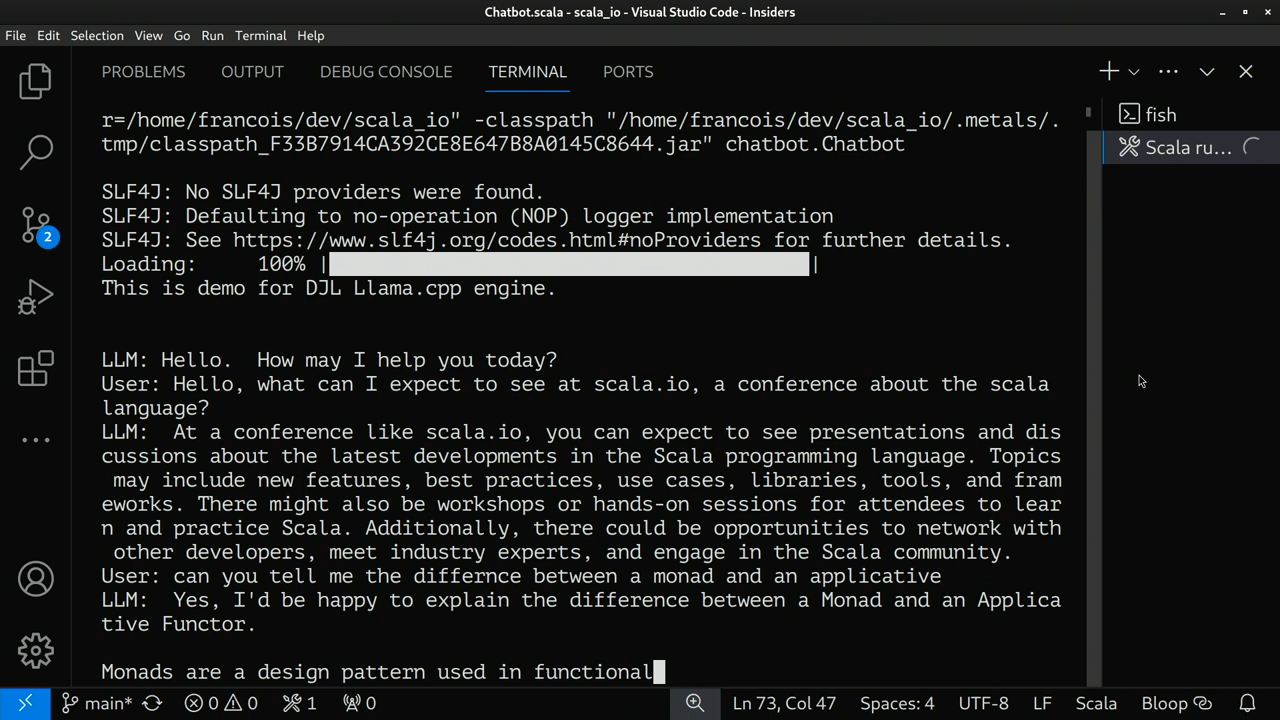 Chatbot.scala - scala_io - Visual Studio Code - Insiders
File Edit Selection View Go Run Terminal Help
PROBLEMS OUTPUT DEBUG CONSOLE TERMINAL PORTS
r=/home/francois/dev/scala_io" -classpath "/home/francois/dev/scala_io/.metals/.
tmp/classpath_F33B7914CA392CE8E647B8A0145C8644.jar" chatbot.Chatbot
fish
Scala ru...
SLF4J: No SLF4J providers were found.
SLF4J: Defaulting to no-operation (NOP) logger implementation
SLF4J: See https://www.slf4j.org/codes.html#noProviders for further details.
2
Loading:     100% |
|
This is demo for DJL Llama.cpp engine.
LLM: Hello.  How may I help you today?
User: Hello, what can I expect to see at scala.io, a conference about the scala
language?
LLM:  At a conference like scala.io, you can expect to see presentations and dis
cussions about the latest developments in the Scala programming language. Topics
 may include new features, best practices, use cases, libraries, tools, and fram
eworks. There might also be workshops or hands-on sessions for attendees to lear
n and practice Scala. Additionally, there could be opportunities to network with
 other developers, meet industry experts, and engage in the Scala community.
User: can you tell me the differnce between a monad and an applicative
LLM:  Yes, I'd be happy to explain the difference between a Monad and an Applica
tive Functor.
Monads are a design pattern used in functional
main* 0 0 1 0 Ln 73, Col 47 Spaces: 4 UTF-8 LF Scala Bloop